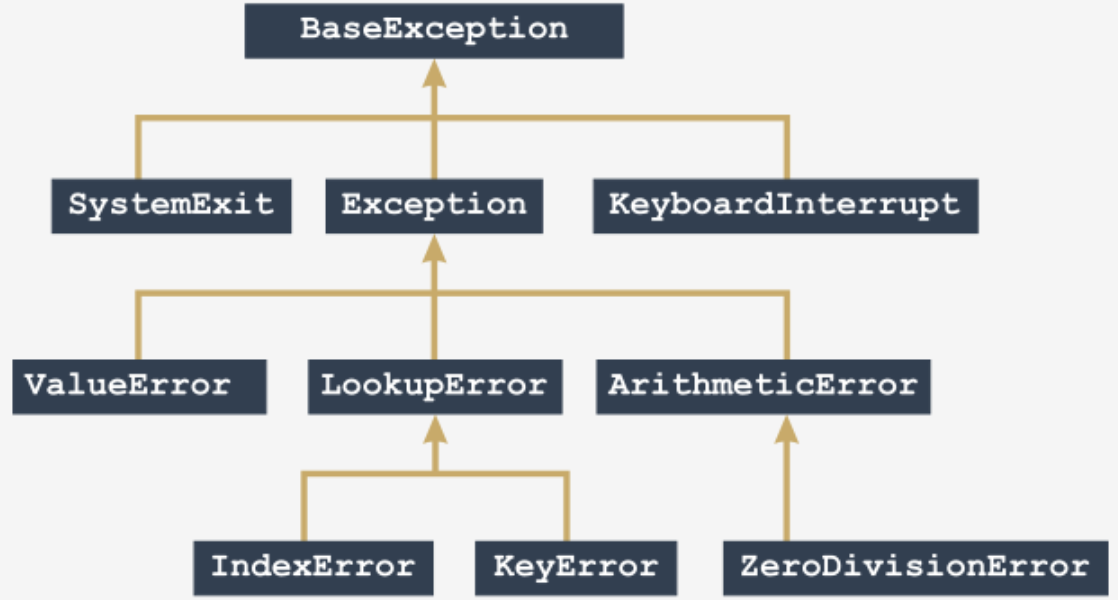 BaseException
SystemExit Exception KeyboardInterrupt
ValueError LookupError ArithmeticError
IndexError KeyError ZeroDivisionError